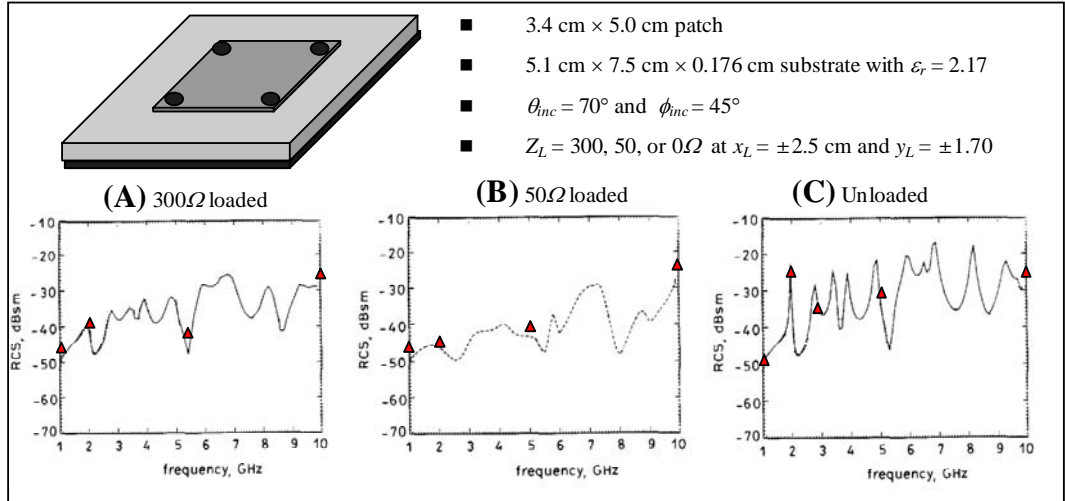 ■ 3.4 cm × 5.0 cm patch
■ 5.1 cm × 7.5 cm × 0.176 cm substrate with εr = 2.17
■ θinc = 70° and ϕinc = 45°
■ ZL = 300, 50, or 0Ω at xL = ±2.5 cm and yL = ±1.70
(A) 300Ω loaded
-10
-20
-30
-40
-50
-60
-70
RCS, dBsm
1 2 3 4 5 6 7 8 9 10
frequency, GHz
(B) 50Ω loaded
-10
-20
-30
-40
-50
-60
-70
RCS, dBsm
1 2 3 4 5 6 7 8 9 10
frequency, GHz
(C) Unloaded
-10
-20
-30
-40
-50
-60
-70
RCS, dBsm
1 2 3 4 5 6 7 8 9 10
frequency, GHz